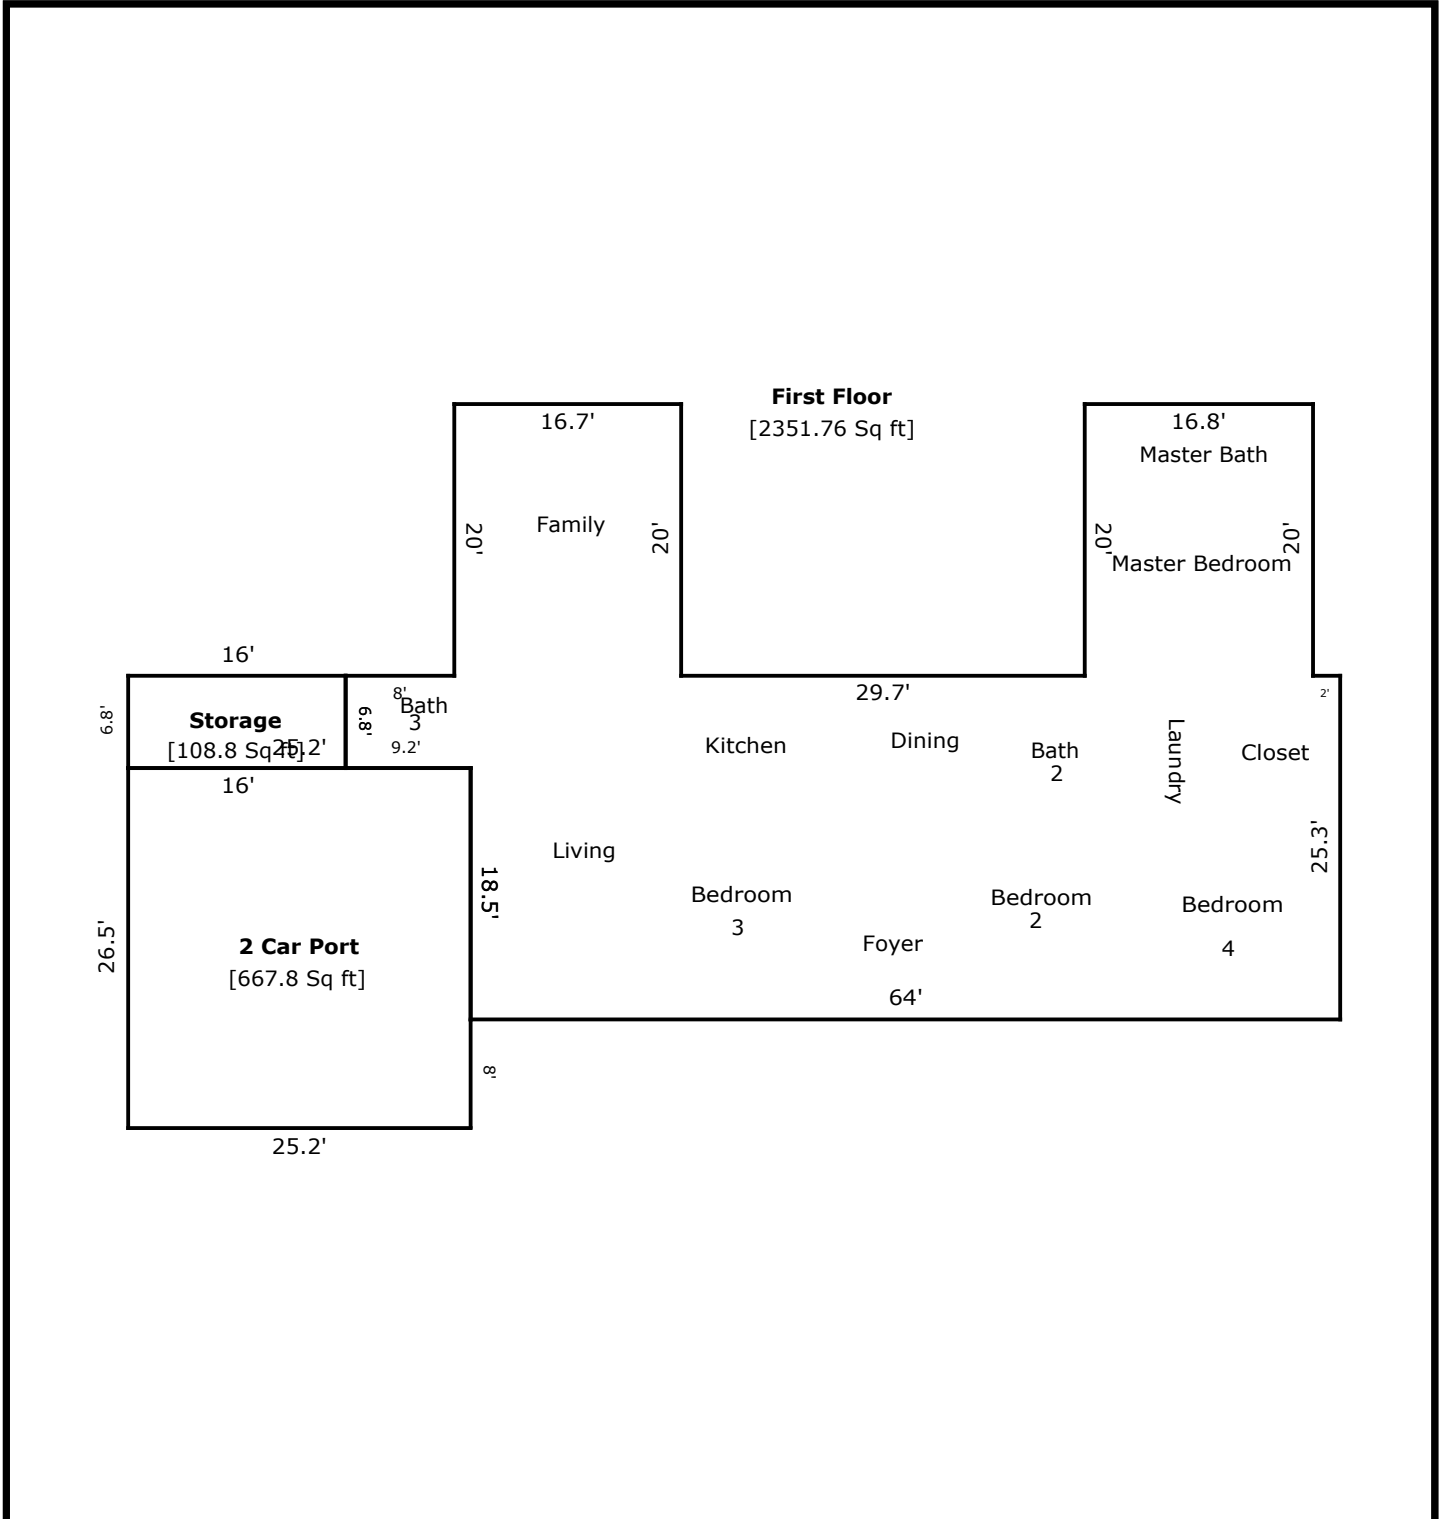 First Floor
[2351.76 Sq ft]
16.7'
16.8'
Master Bath
Family
20'
20'
20'
20'
Master Bedroom
16'
8'
29.7'
2'
6.8'
Storage
[108.8 Sq ft]
25.2'
6.8'
Bath
3
9.2'
Kitchen
Dining
Bath
2
Laundry
Closet
16'
Living
25.3'
18.5'
Bedroom
3
Bedroom
2
Bedroom
4
Foyer
26.5'
2 Car Port
[667.8 Sq ft]
64'
8'
25.2'